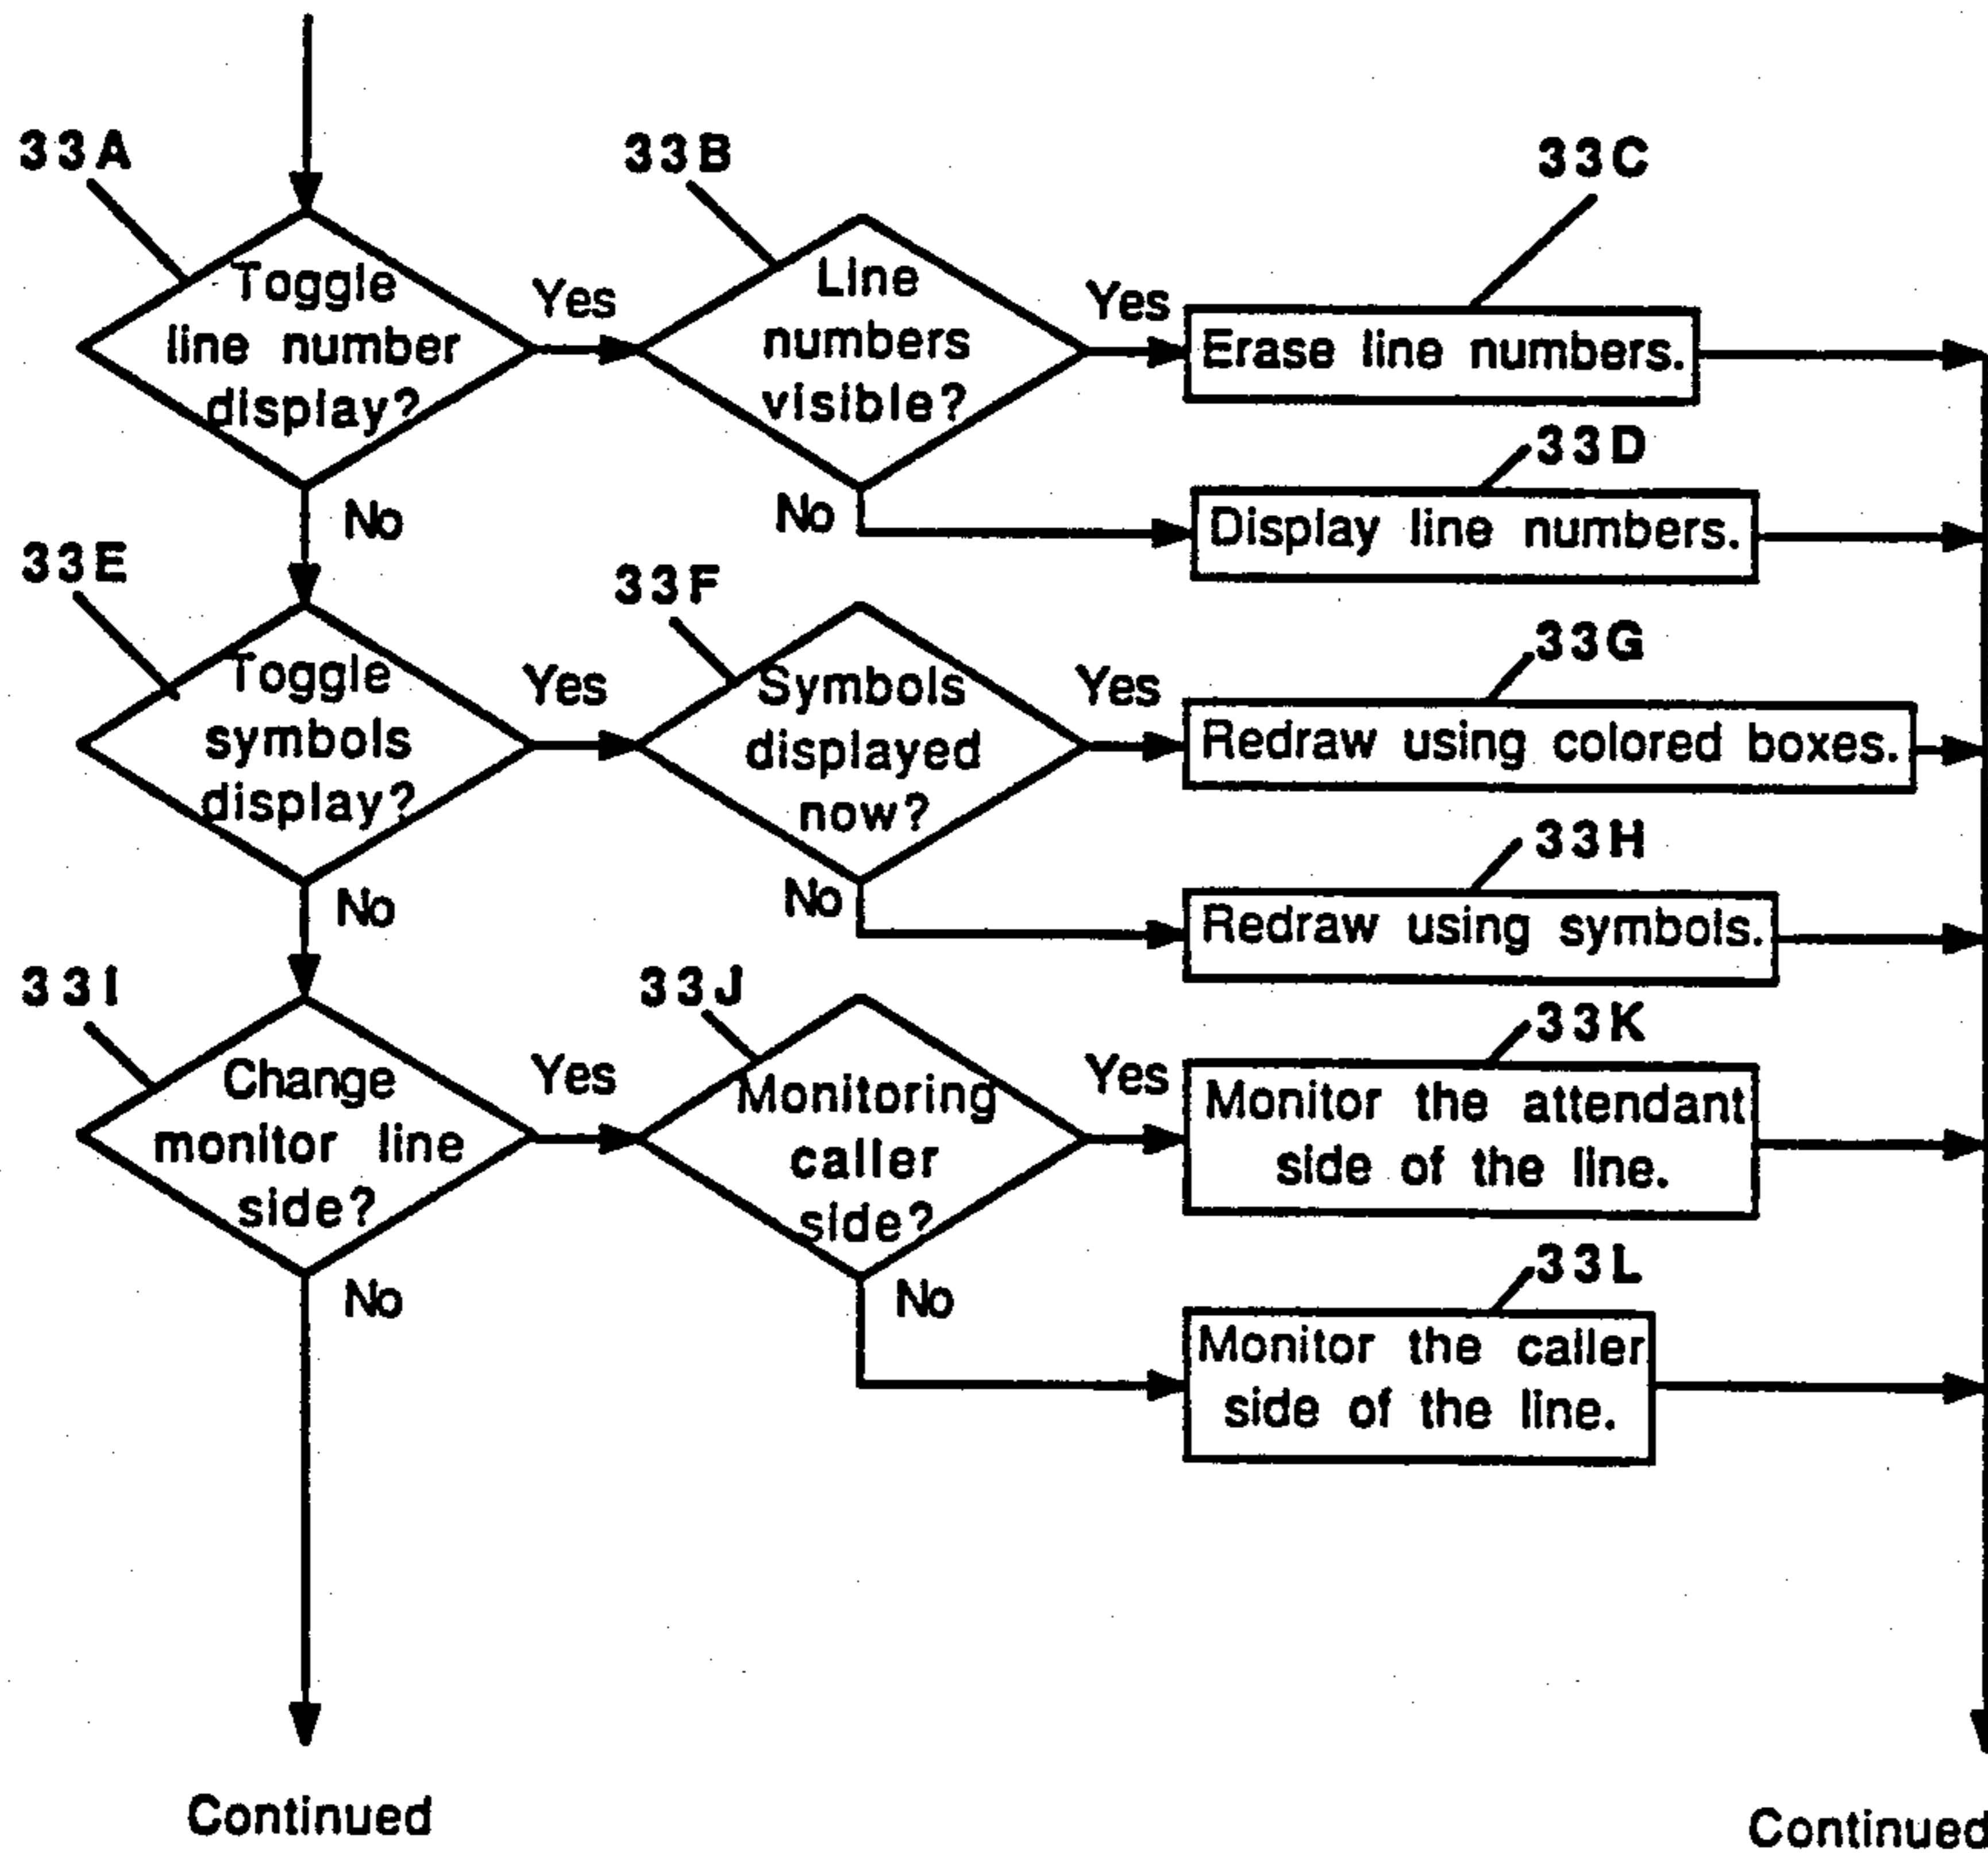 33A
33B
33C
Toggle
line number
display?
Yes
Line
numbers
visible?
Yes
Erase line numbers.
33D
No
No
Display line numbers.
33E
33F
33G
Toggle
symbols
display?
Yes
Symbols
displayed
now?
Yes
Redraw using colored boxes.
33H
No
No
Redraw using symbols.
33I
33J
33K
Change
monitor line
side?
Yes
Monitoring
caller
side?
Yes
Monitor the attendant
side of the line.
33L
No
No
Monitor the caller
side of the line.
Continued
Continued